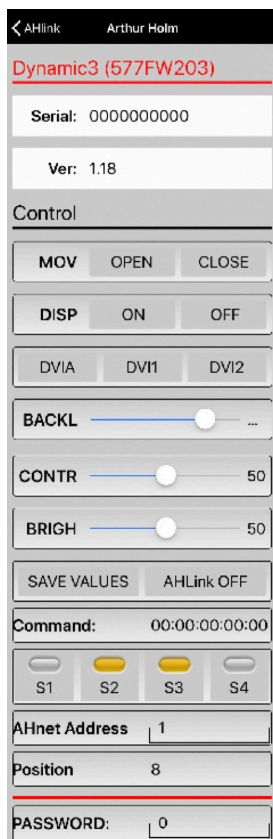 AHlink Arthur Holm
Dynamic3 (577FW203)
Serial: 0000000000
Ver: 1.18
Control
MOV OPEN CLOSE
DISP ON OFF
DVIA DVI1 DVI2
BACKL ...
CONTR 50
BRIGH 50
SAVE VALUES AHLink OFF
Command: 00:00:00:00:00
S1 S2 S3 S4
AHnet Address 1
Position 8
PASSWORD: 0